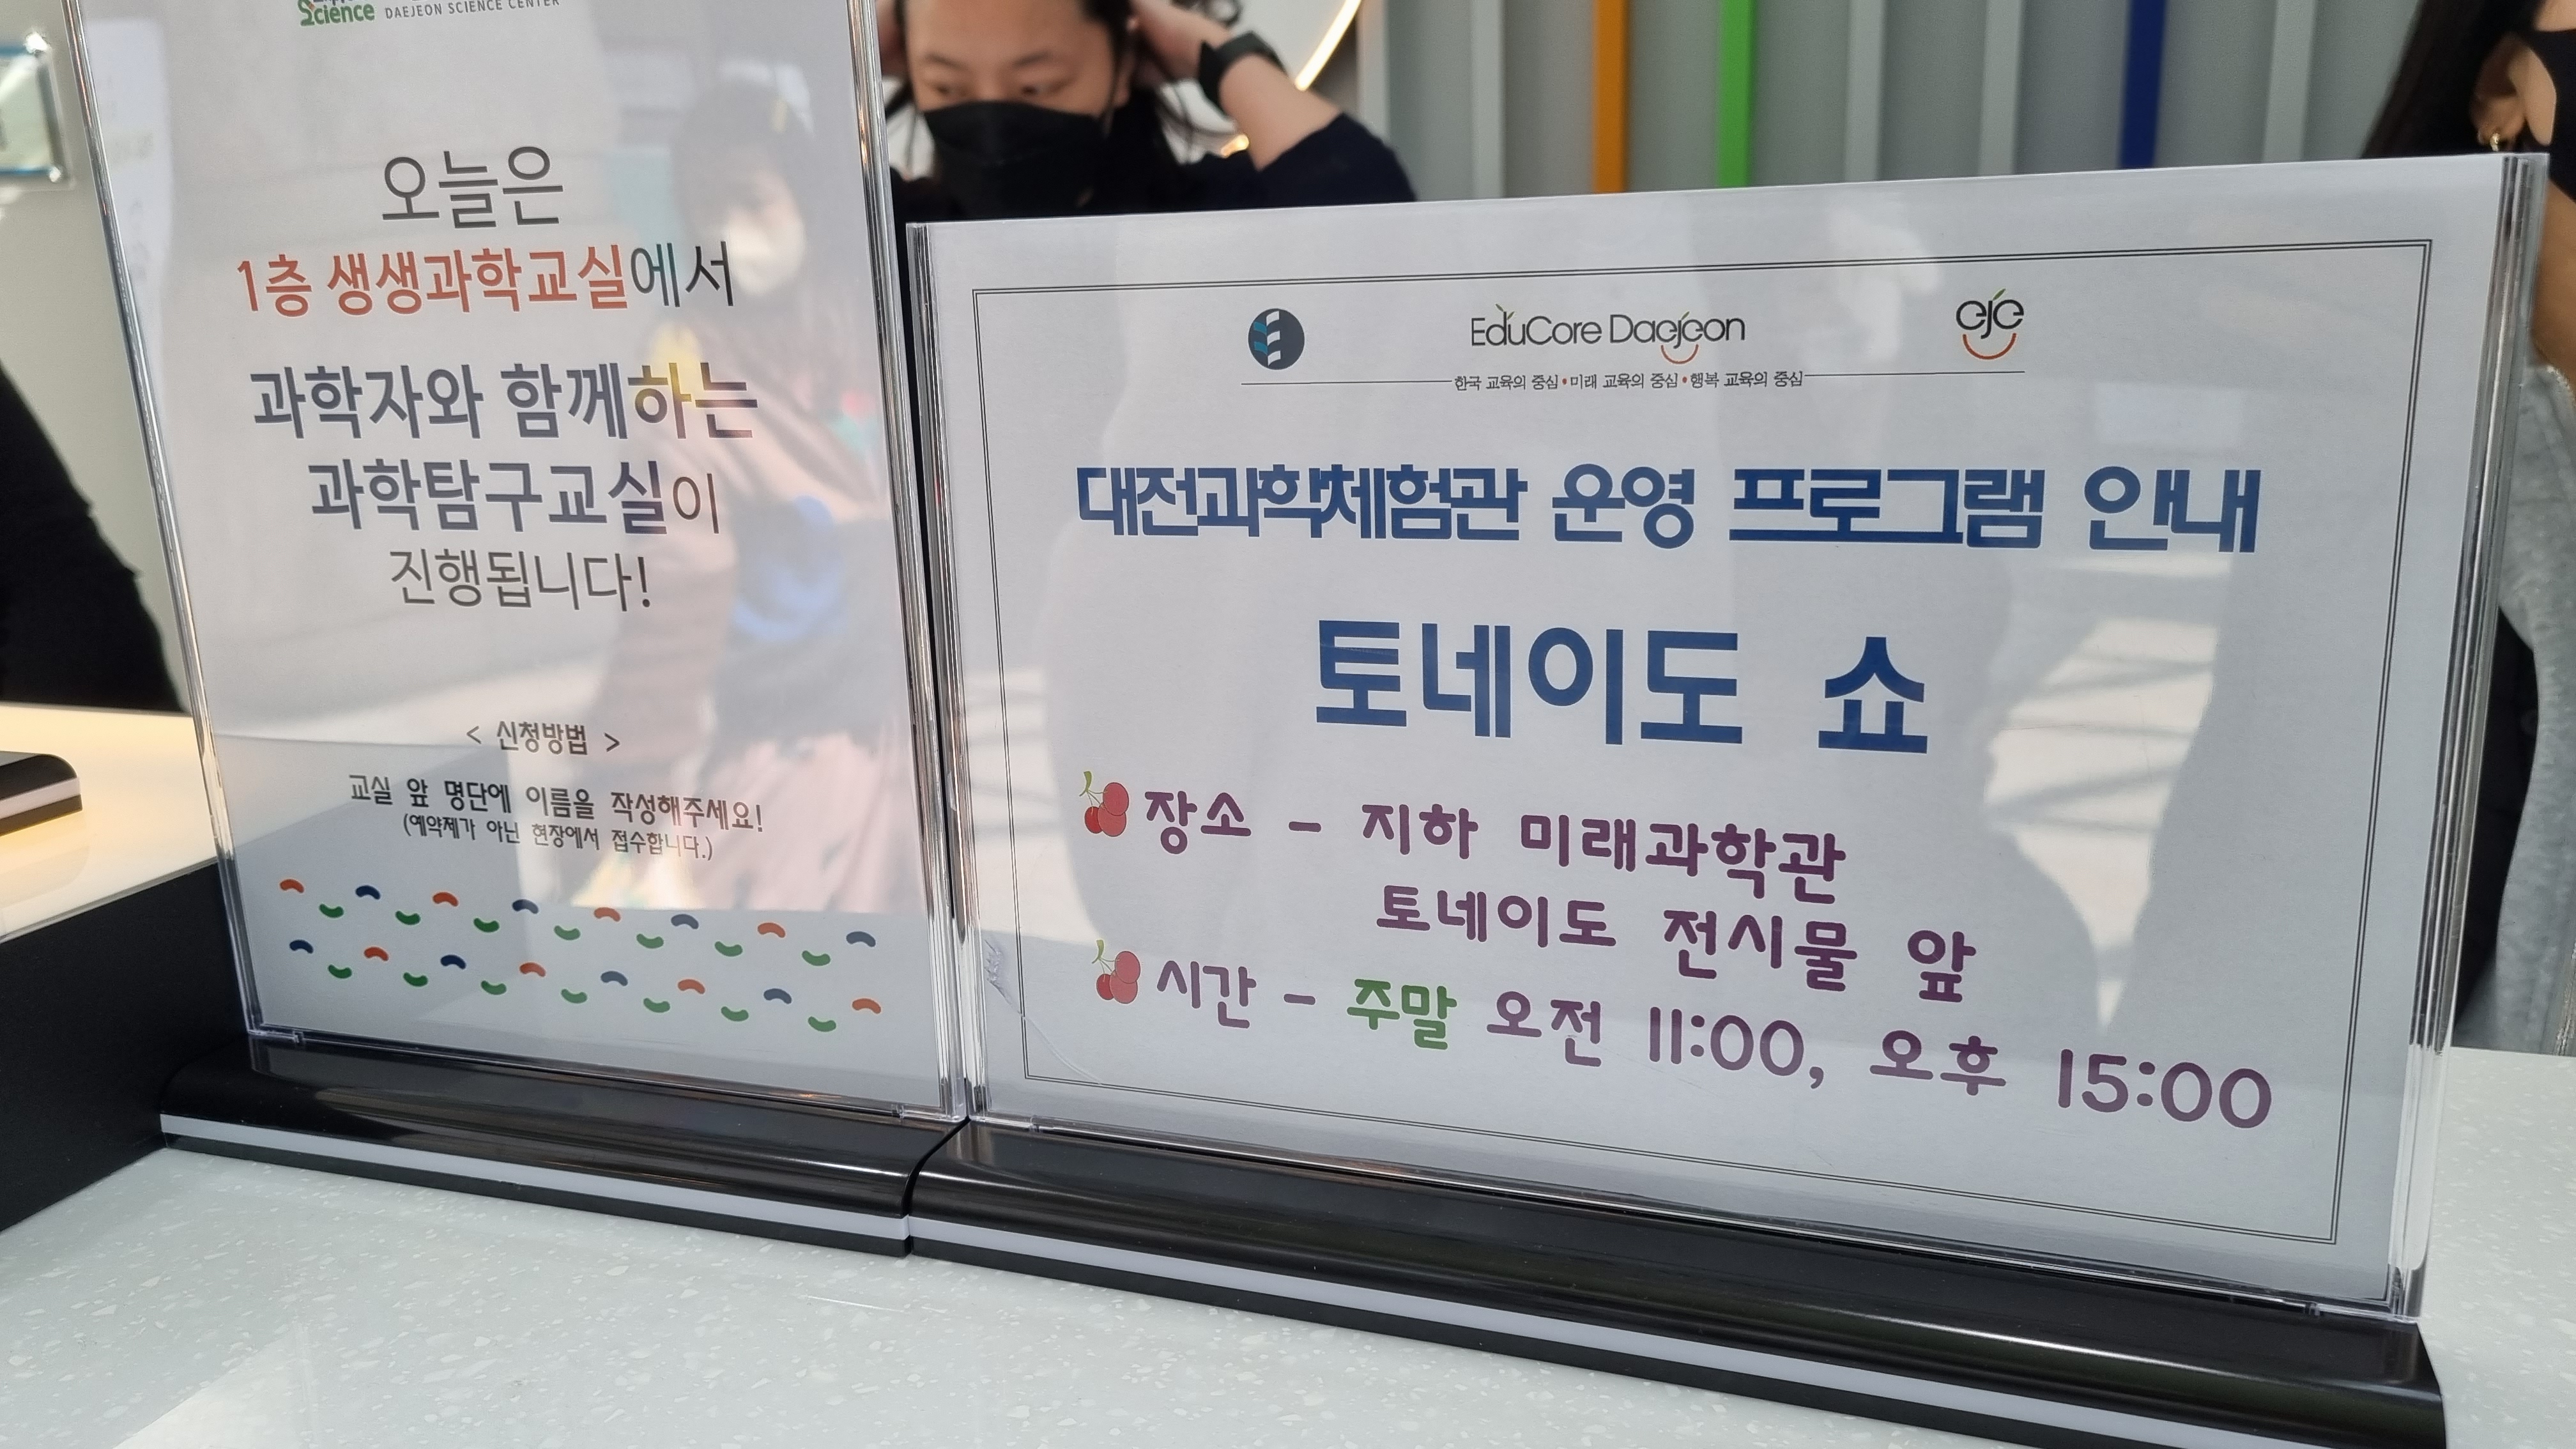 Science DAEJEON SCIENCE CENTER
오늘은
1층 생생과학교실에서
과학자와 함께하는
과학탐구교실이
진행됩니다!
< 신청방법 >
교실 앞 명단에 이름을 작성해주세요!
(예약제가 아닌 현장에서 접수합니다.)
EduCore Daejeon
eje
한국 교육의 중심•미래 교육의 중심•행복 교육의 중심
대전과학체험관 운영 프로그램 안내
토네이도 쇼
장소 - 지하 미래과학관
토네이도 전시물 앞
시간 - 주말 오전 11:00, 오후 15:00